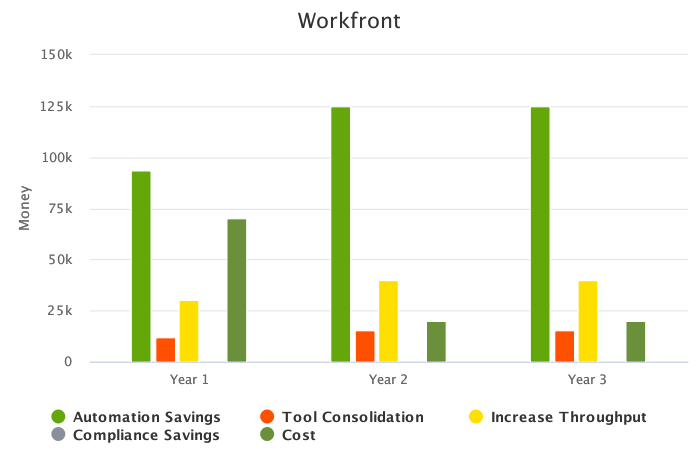 Workfront
150k
125k
100k
75k
50k
25k
0
Money
Year 1 Year 2 Year 3
Automation Savings Tool Consolidation Increase Throughput
Compliance Savings Cost